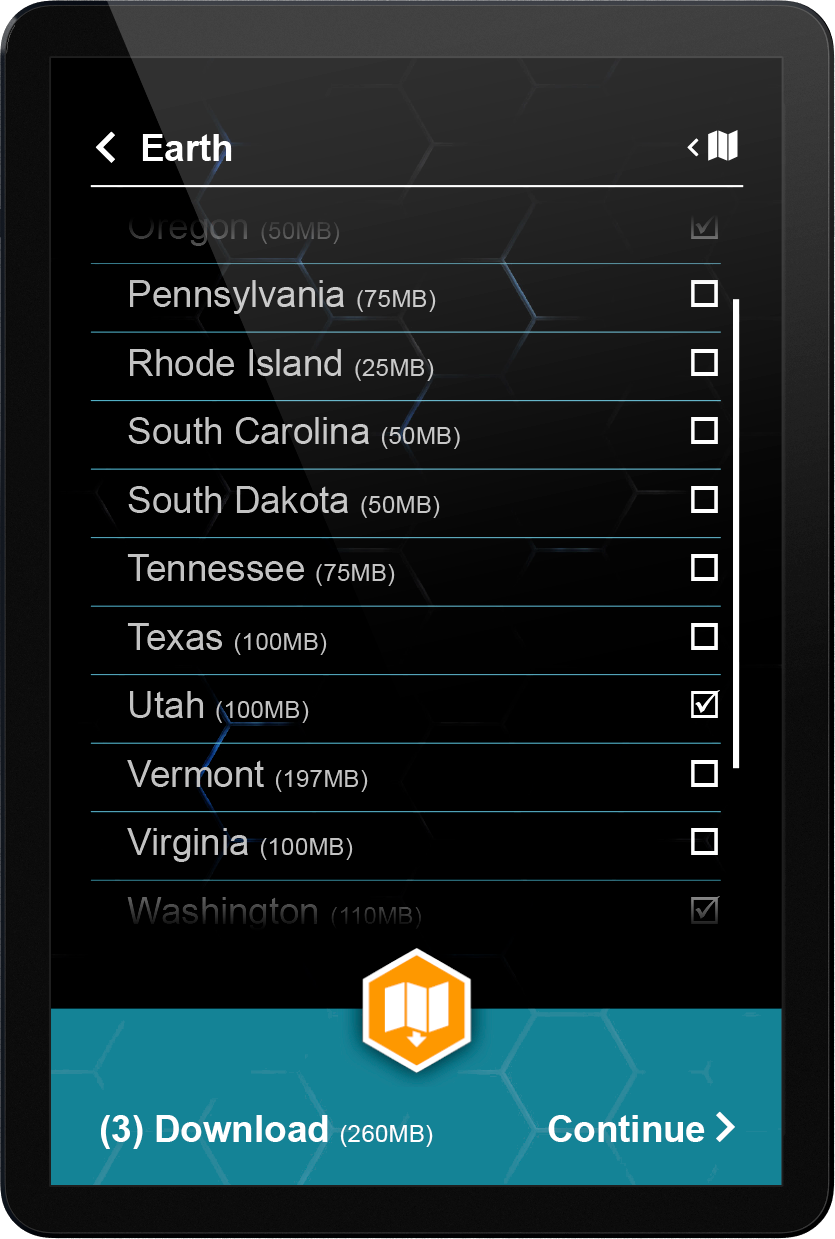 Earth
Oregon (50MB)
Pennsylvania (75MB)
Rhode Island (25MB)
South Carolina (50MB)
South Dakota (50MB)
Tennessee (75MB)
Texas (100MB)
Utah (100MB)
Vermont (197MB)
Virginia (100MB)
Washington (110MB)
(3) Download (260MB) Continue